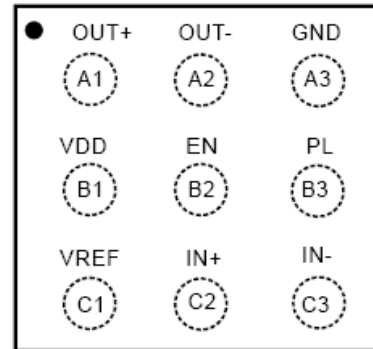 OUT+ OUT- GND
A1 A2 A3
VDD EN PL
B1 B2 B3
VREF IN+ IN-
C1 C2 C3